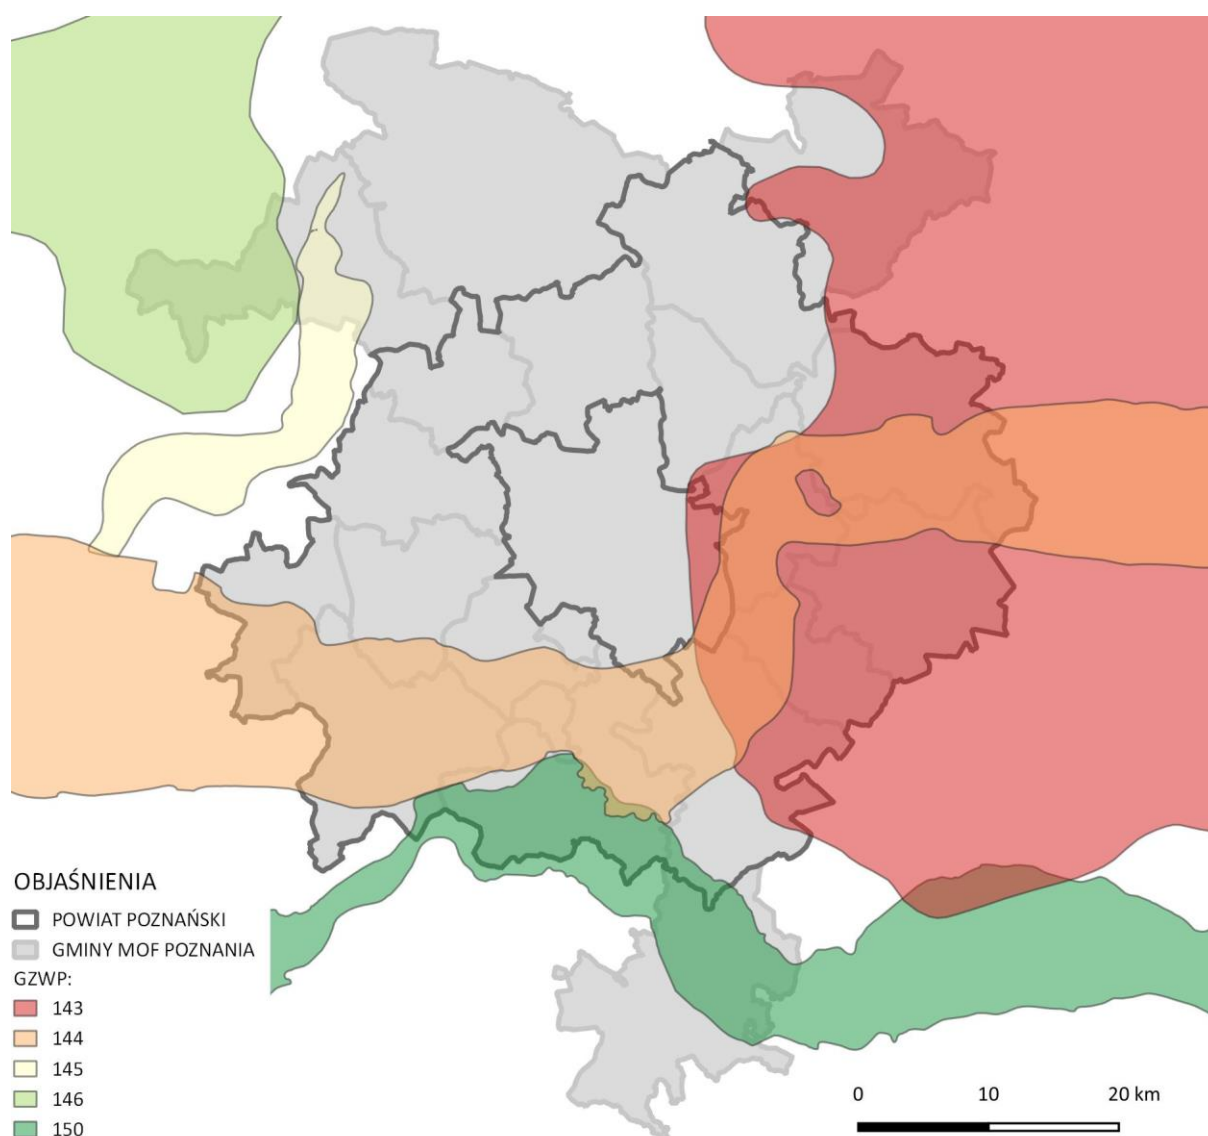 OBJAŚNIENIA
POWIAT POZNAŃSKI
GMINY MOF POZNANIA
GZWP:
143
144
145
146
150
0 10 20 km